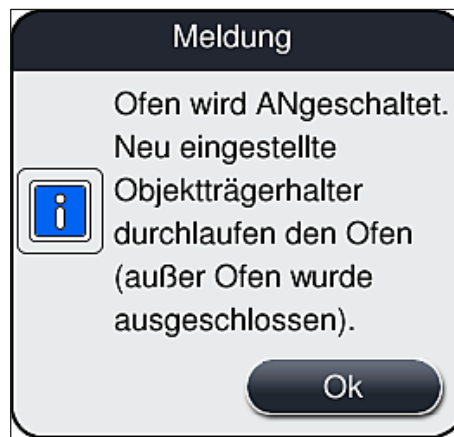 Meldung
Ofen wird ANgeschaltet.
Neu eingestellte
Objektträgerhalter
durchlaufen den Ofen
(außer Ofen wurde
ausgeschlossen).
Ok